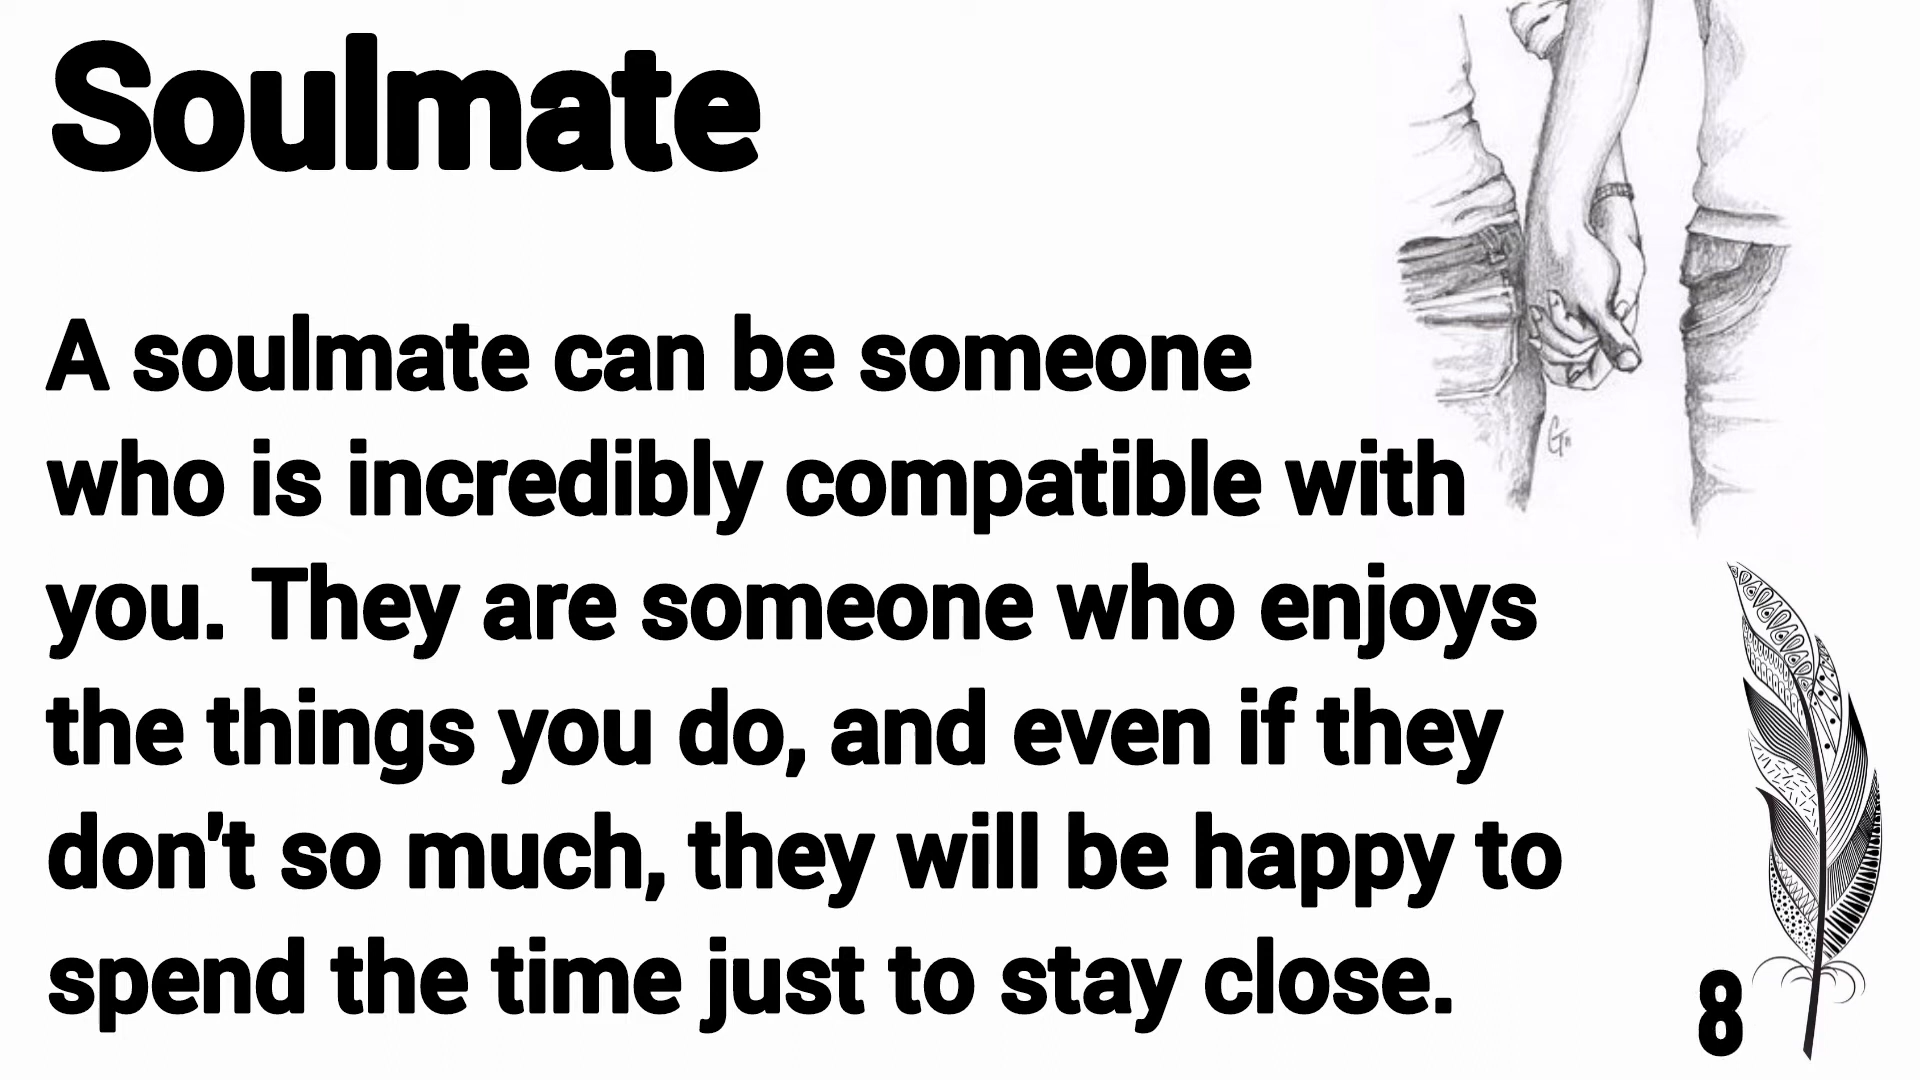 Soulmate
A soulmate can be someone
who is incredibly compatible with
you. They are someone who enjoys
the things you do, and even if they
don't so much, they will be happy to
spend the time just to stay close.
8